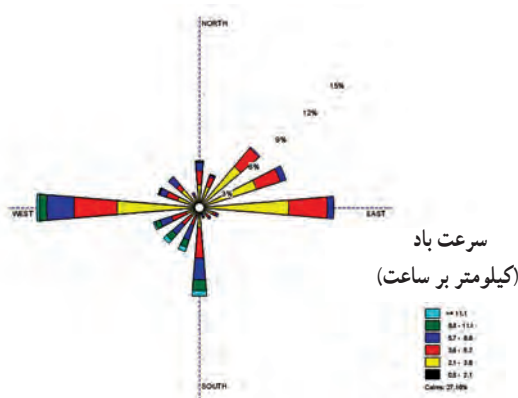 NORTH
15%
12%
9%
6%
3%
WEST
EAST
سرعت باد
(کیلومتر بر ساعت)
>= 11.1
8.8 - 11.1
5.7 - 8.8
3.6 - 5.7
2.1 - 3.6
0.5 - 2.1
Calms: 27.16%
SOUTH